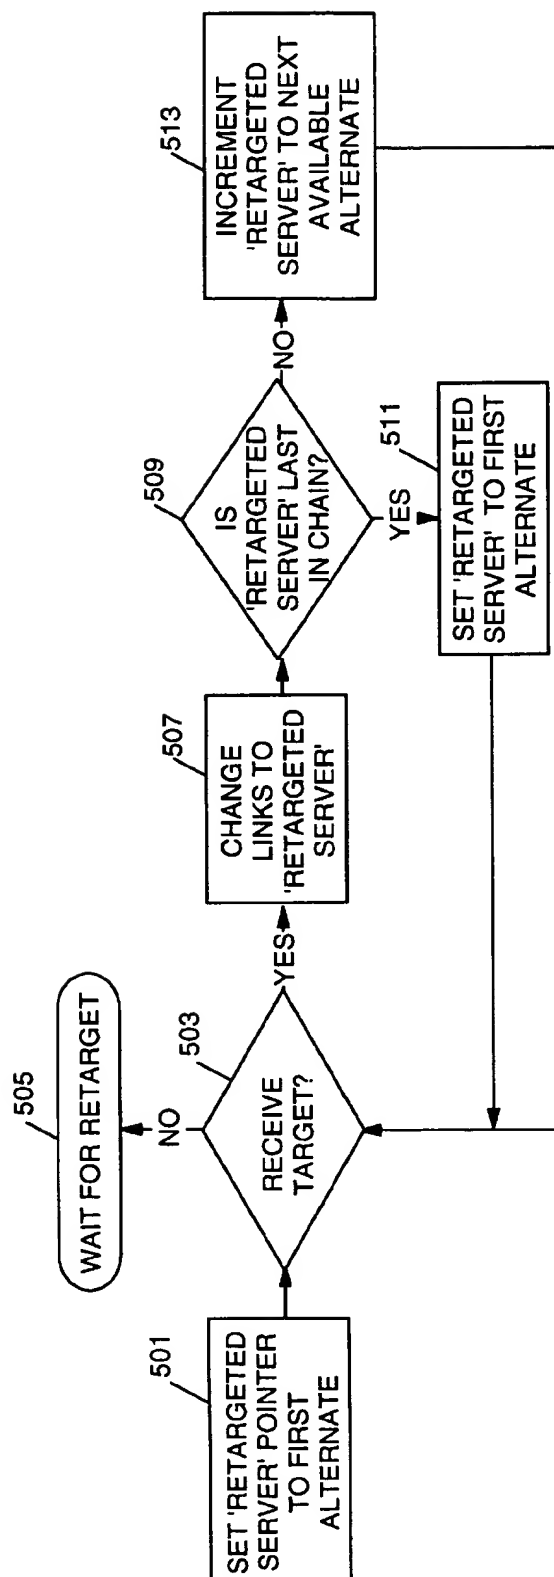 501
SET 'RETARGETED
SERVER' POINTER
TO FIRST
ALTERNATE
503
RECEIVE
TARGET?
NO
505
WAIT FOR RETARGET
YES
507
CHANGE
LINKS TO
'RETARGETED
SERVER'
509
IS
'RETARGETED
SERVER' LAST
IN CHAIN?
YES
511
SET 'RETARGETED
SERVER' TO FIRST
ALTERNATE
NO
513
INCREMENT
'RETARGETED
SERVER' TO NEXT
AVAILABLE
ALTERNATE